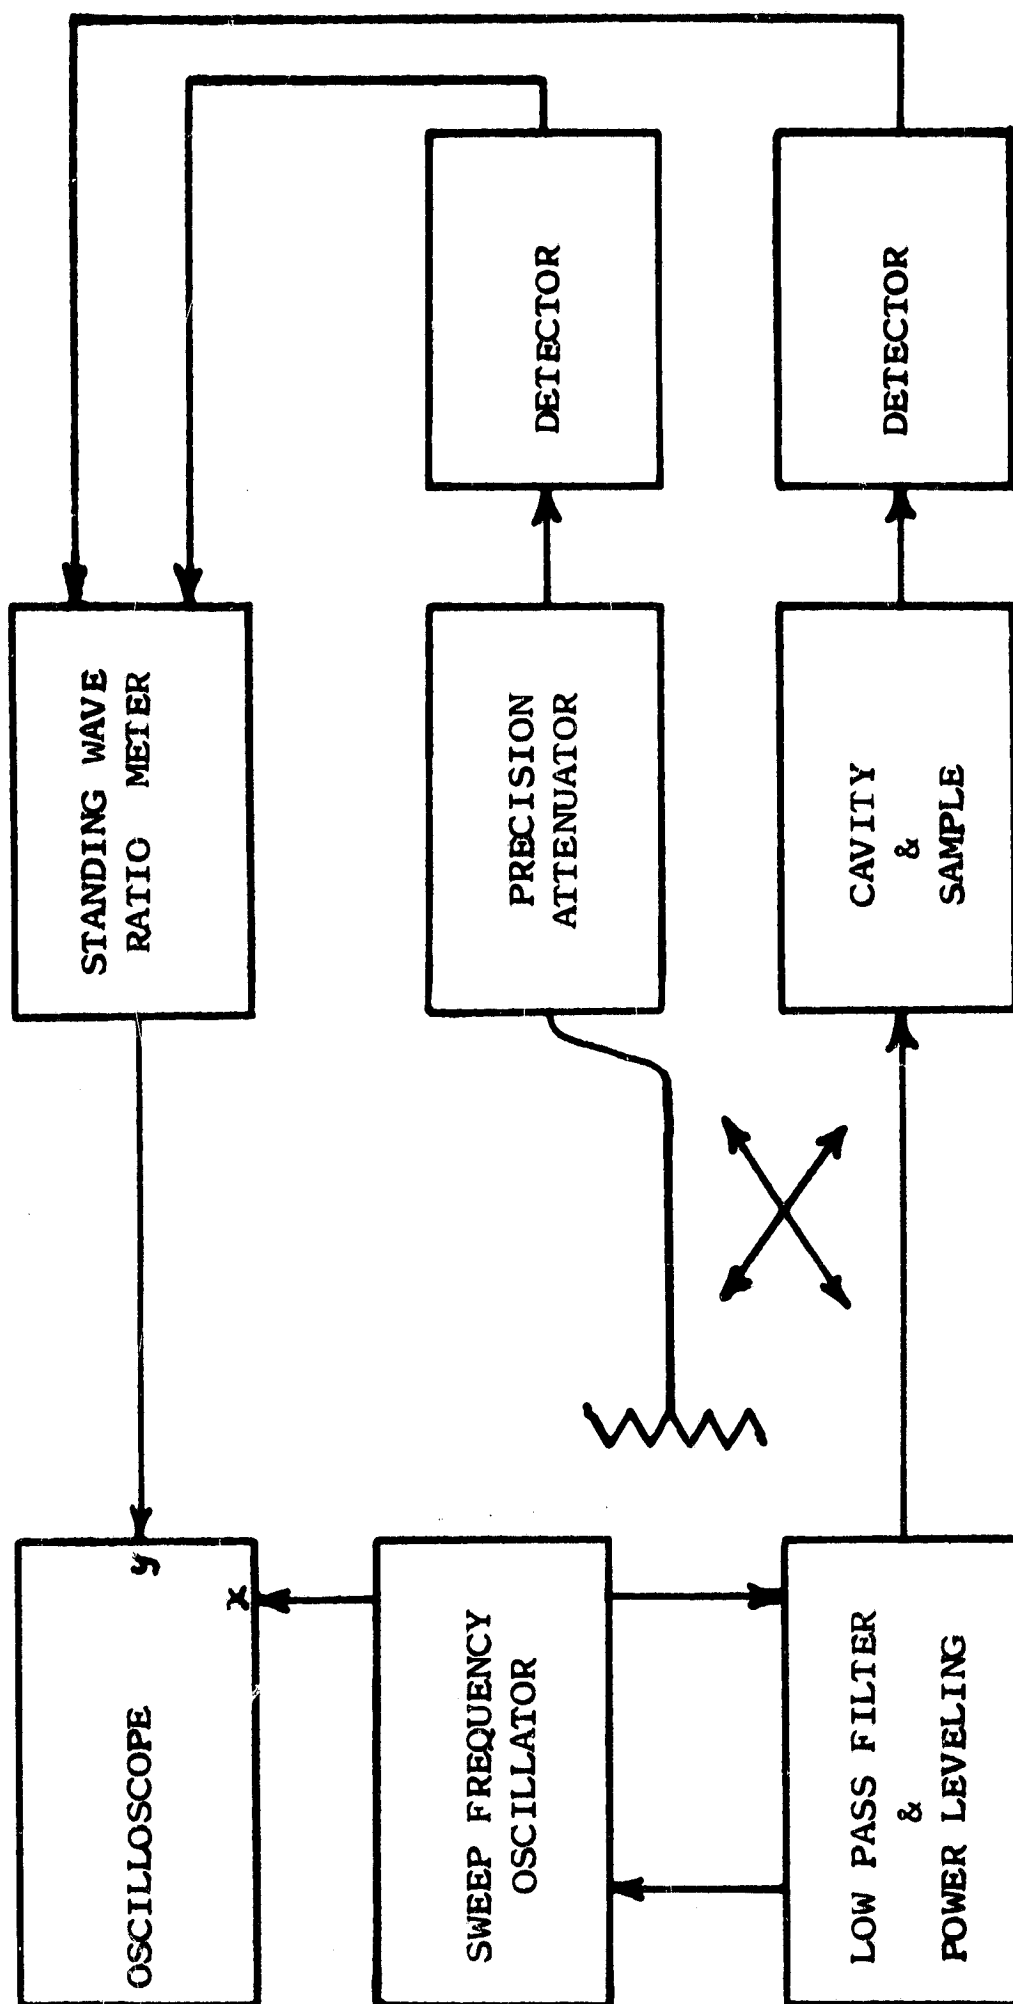 OSCILLOSCOPE
y
x
STANDING WAVE
RATIO METER
SWEEP FREQUENCY
OSCILLATOR
PRECISION
ATTENUATOR
DETECTOR
LOW PASS FILTER
&
POWER LEVELING
CAVITY
&
SAMPLE
DETECTOR